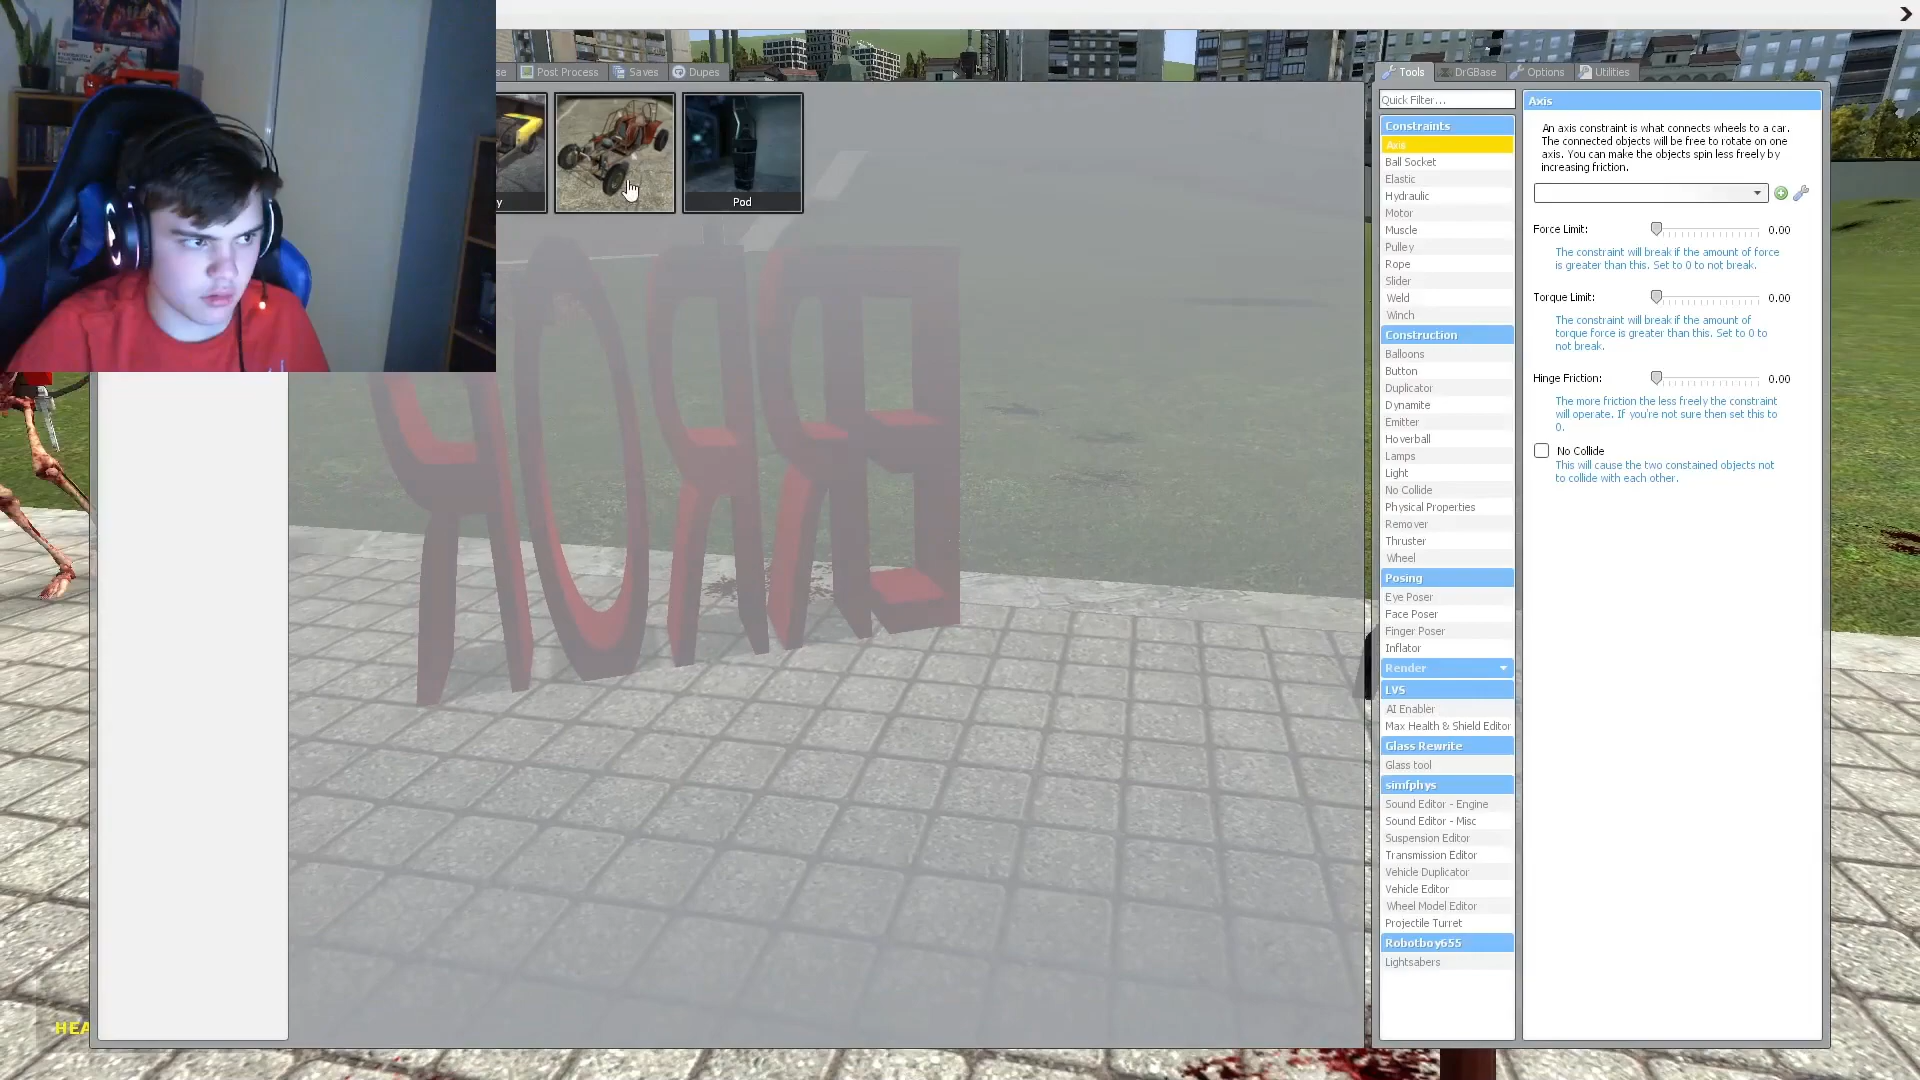 se
Post Process
Saves
Dupes
y
Pod
ERROR
HEA
Tools
DrGBase
Options
Utilities
Quick Filter...
Constraints
Axis
Ball Socket
Elastic
Hydraulic
Motor
Muscle
Pulley
Rope
Slider
Weld
Winch
Construction
Balloons
Button
Duplicator
Dynamite
Emitter
Hoverball
Lamps
Light
No Collide
Physical Properties
Remover
Thruster
Wheel
Posing
Eye Poser
Face Poser
Finger Poser
Inflator
Render
LVS
AI Enabler
Max Health & Shield Editor
Glass Rewrite
Glass tool
simfphys
Sound Editor - Engine
Sound Editor - Misc
Suspension Editor
Transmission Editor
Vehicle Duplicator
Vehicle Editor
Wheel Model Editor
Projectile Turret
Robotboy655
Lightsabers
Axis
An axis constraint is what connects wheels to a car.
The connected objects will be free to rotate on one
axis. You can make the objects spin less freely by
increasing friction.
Force Limit: 0.00
The constraint will break if the amount of force
is greater than this. Set to 0 to not break.
Torque Limit: 0.00
The constraint will break if the amount of
torque force is greater than this. Set to 0 to
not break.
Hinge Friction: 0.00
The more friction the less freely the constraint
will operate. If you're not sure then set this to
0.
No Collide
This will cause the two constained objects not
to collide with each other.